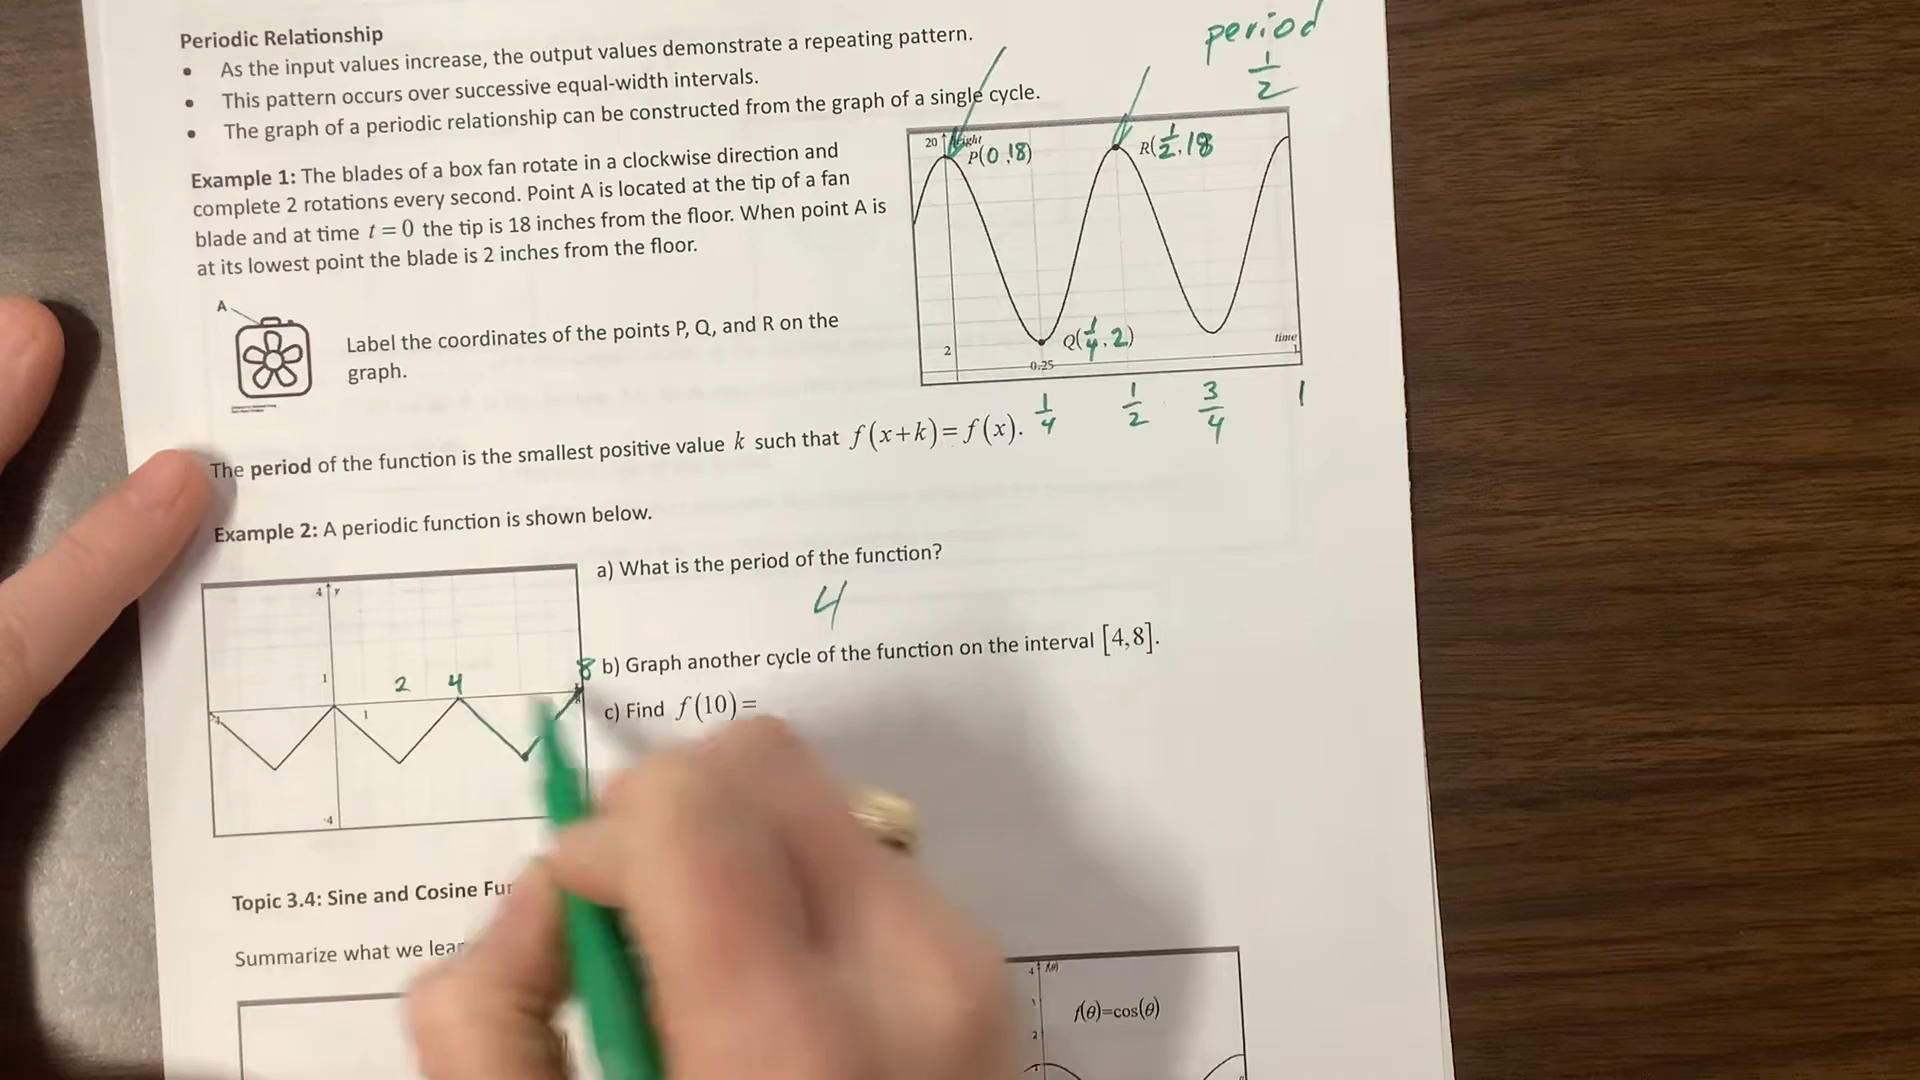 period
1/2
Periodic Relationship
• As the input values increase, the output values demonstrate a repeating pattern.
• This pattern occurs over successive equal-width intervals.
• The graph of a periodic relationship can be constructed from the graph of a single cycle.
Example 1: The blades of a box fan rotate in a clockwise direction and
complete 2 rotations every second. Point A is located at the tip of a fan
blade and at time t = 0 the tip is 18 inches from the floor. When point A is
at its lowest point the blade is 2 inches from the floor.
20
P(0,18)
R(1/2,18
Q(1/4,2)
2
0.25
time
1
1/4 1/2 3/4 1
A
Label the coordinates of the points P, Q, and R on the
graph.
The period of the function is the smallest positive value k such that f(x+k)=f(x).
Example 2: A periodic function is shown below.
4 y
1
2 4 8
1
-4
a) What is the period of the function?
4
b) Graph another cycle of the function on the interval [4,8].
c) Find f(10)=
Topic 3.4: Sine and Cosine
Summarize what we
4 f(θ)
2
f(θ)=cos(θ)